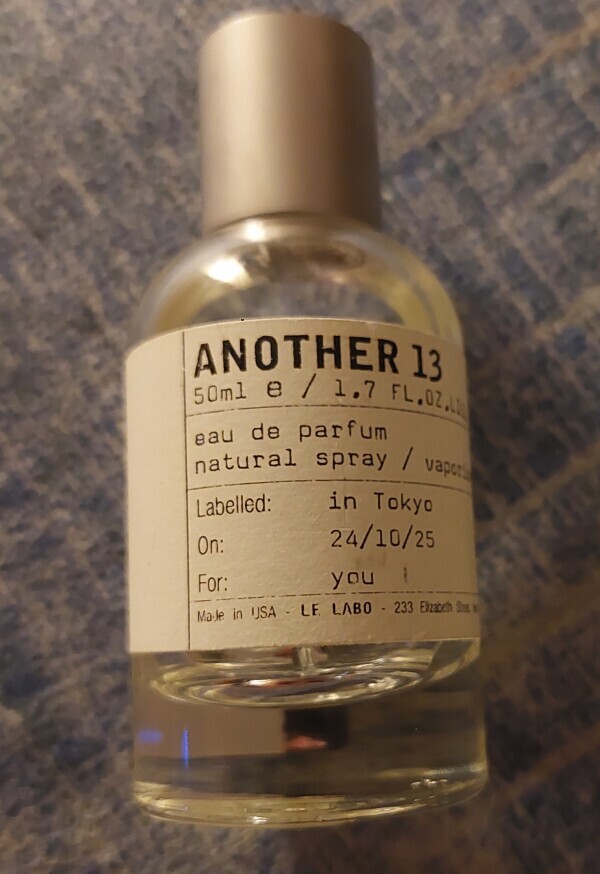 ANOTHER 13
50ml e / 1.7 FL.OZ.
eau de parfum
natural spray /
Labelled: in Tokyo
On: 24/10/25
For: you
Made in USA - LE LABO - 233 Elizabeth